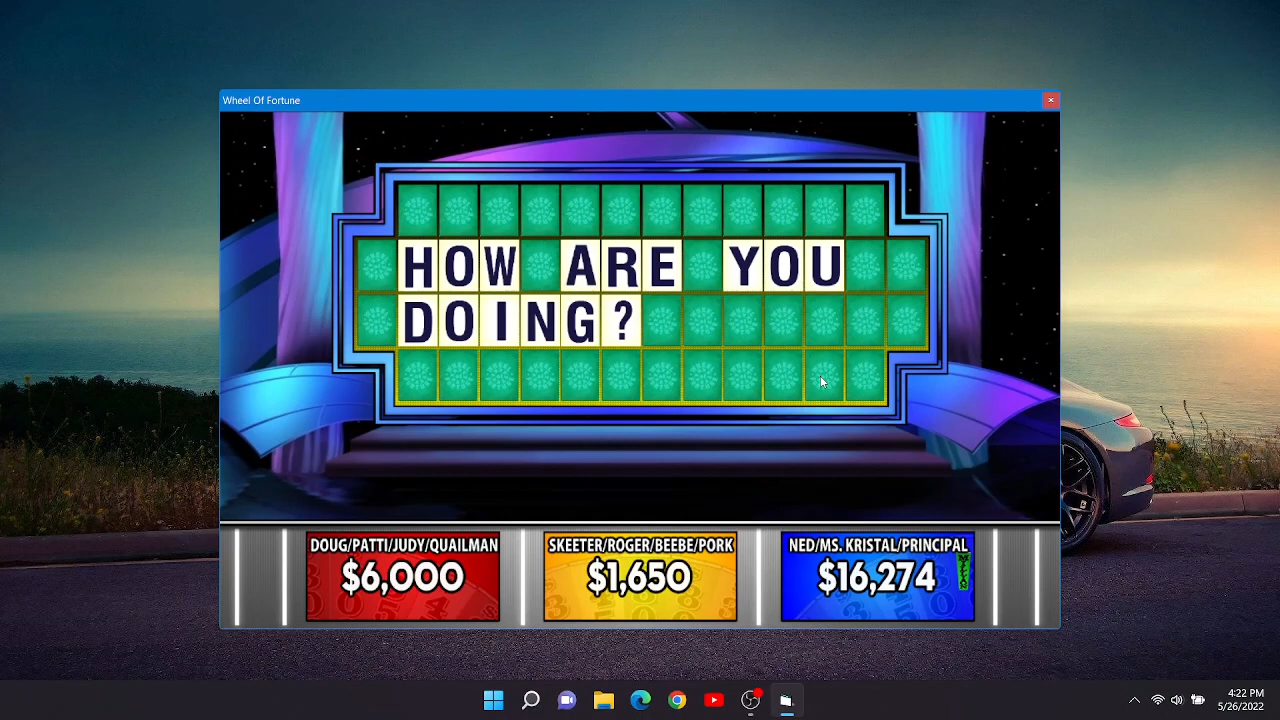 Wheel Of Fortune
HOW ARE YOU
DOING?
DOUG/PATTI/JUDY/QUAILMAN
$6,000
SKEETER/ROGER/BEEBE/PORK
$1,650
NED/MS. KRISTAL/PRINCIPAL
$16,274
4:22 PM
5/26/2022